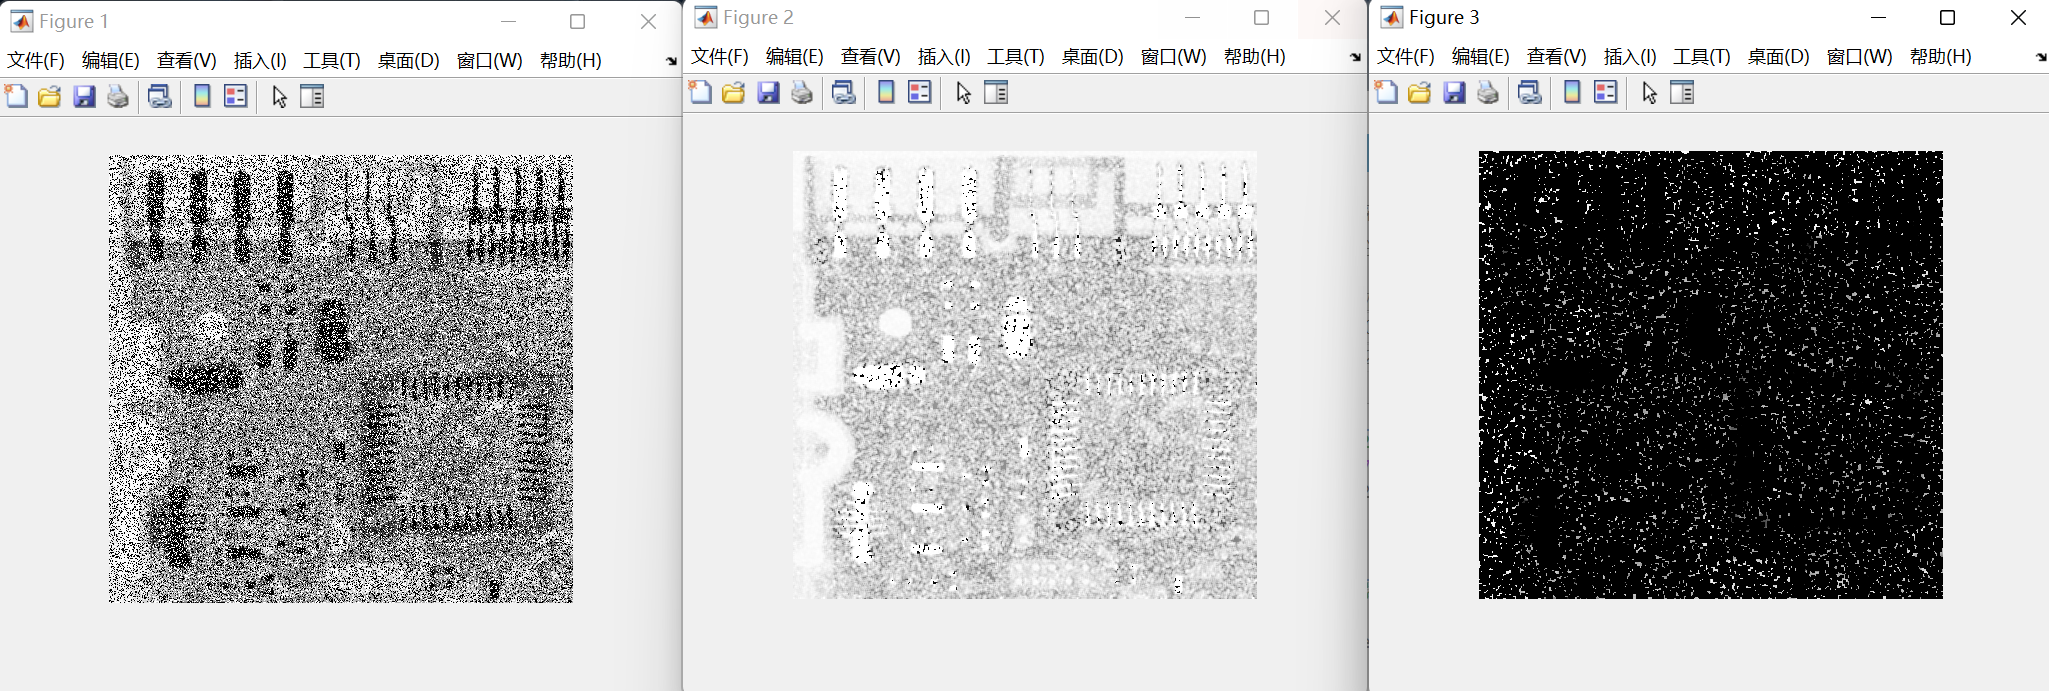 Figure 1
文件(F) 编辑(E) 查看(V) 插入(I) 工具(T) 桌面(D) 窗口(W) 帮助(H)
Figure 2
文件(F) 编辑(E) 查看(V) 插入(I) 工具(T) 桌面(D) 窗口(W) 帮助(H)
Figure 3
文件(F) 编辑(E) 查看(V) 插入(I) 工具(T) 桌面(D) 窗口(W) 帮助(H)